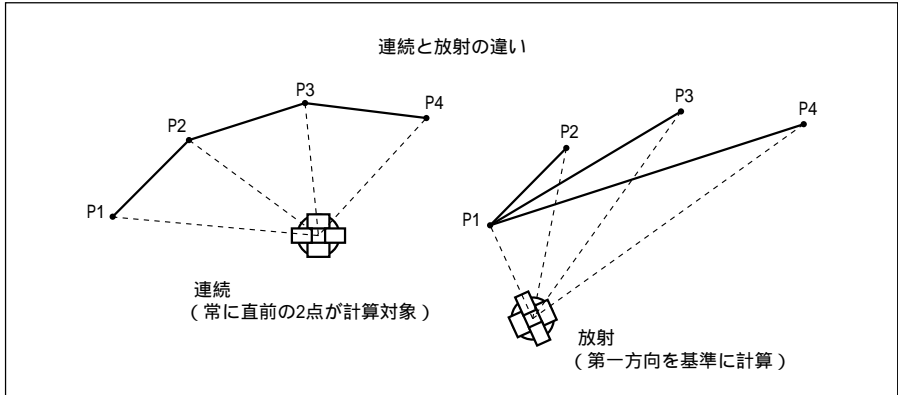 連続と放射の違い
P1
P2
P3
P4
連続
（常に直前の2点が計算対象）
P1
P2
P3
P4
放射
（第一方向を基準に計算）